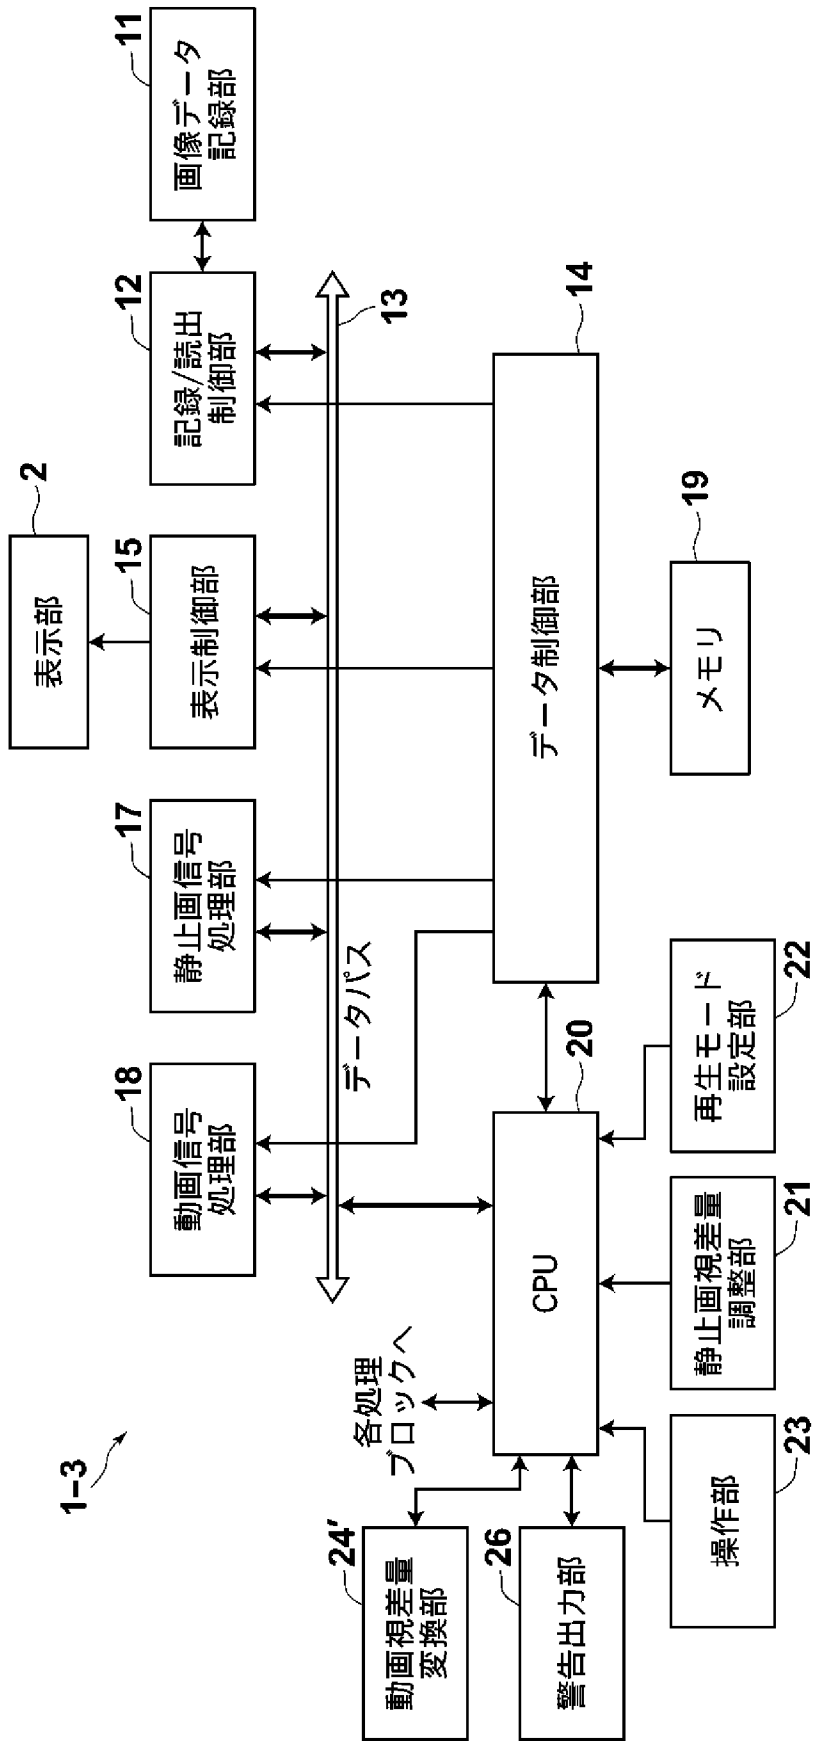 1-3
表示部
2
動画信号
処理部
18
静止画信号
処理部
17
表示制御部
15
記録/読出
制御部
12
画像データ
記録部
11
データバス
13
各処理
ブロックへ
CPU
20
データ制御部
14
動画視差量
変換部
24′
警告出力部
26
操作部
23
静止画視差量
調整部
21
再生モード
設定部
22
メモリ
19